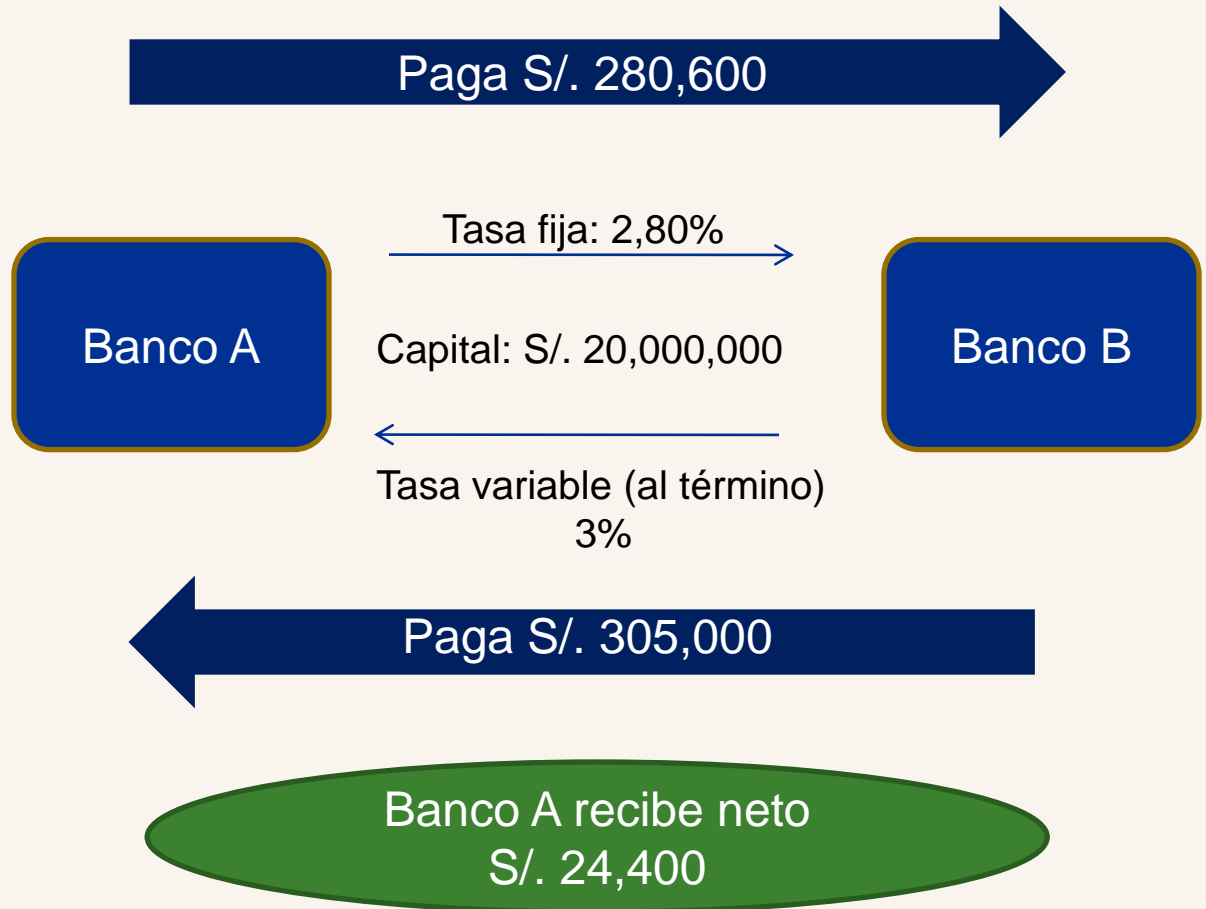 Paga S/. 280,600
Tasa fija: 2,80%
Banco A
Capital: S/. 20,000,000
Banco B
Tasa variable (al término)
3%
Paga S/. 305,000
Banco A recibe neto
S/. 24,400